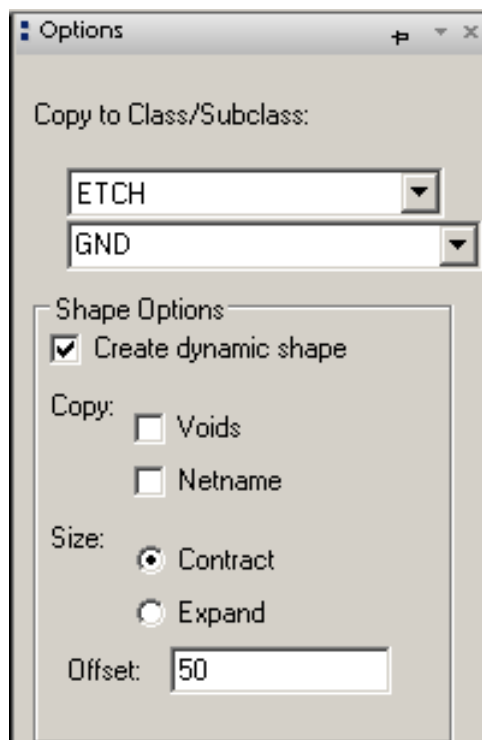 Options
Copy to Class/Subclass:
ETCH
GND
Shape Options
Create dynamic shape
Copy:
Voids
Netname
Size:
Contract
Expand
Offset: 50